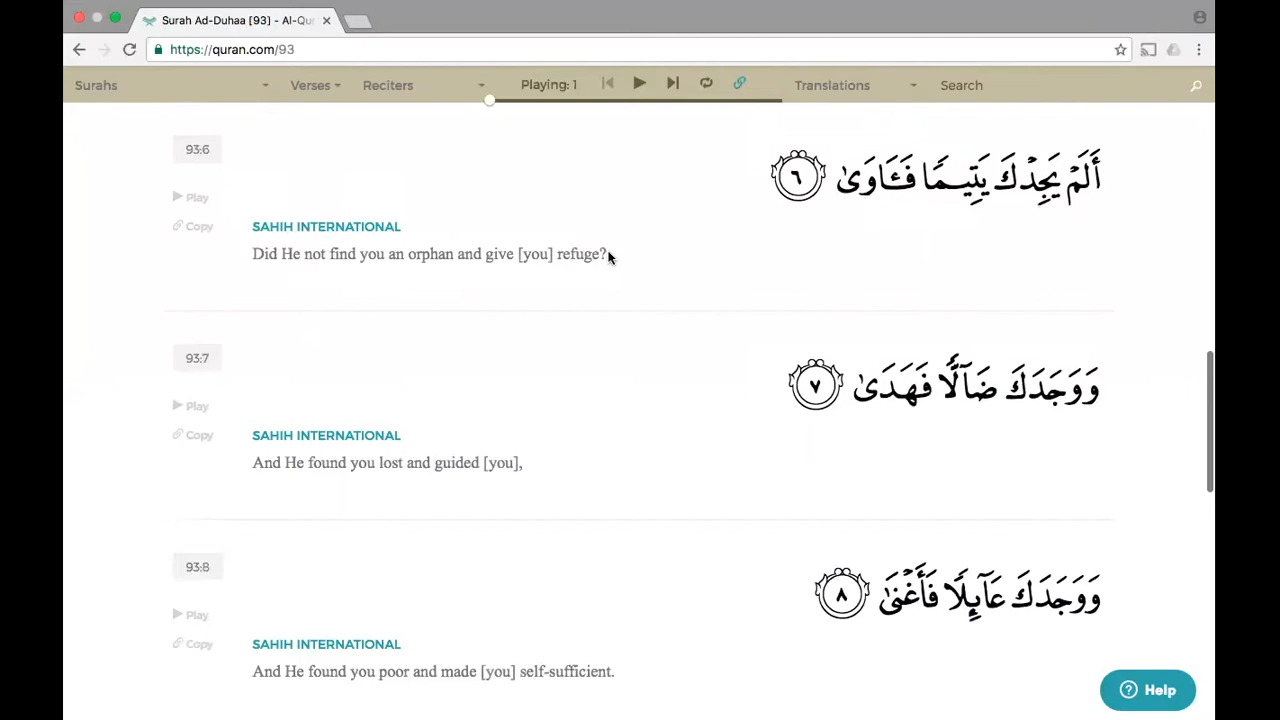 Surah Ad-Duhaa [93] - Al-Qu
https://quran.com/93
Surahs Verses Reciters Playing: 1 Translations Search
93:6
أَلَمْ يَجِدْكَ يَتِيمًا فَـَٔاوَىٰ ٦
Play
Copy
SAHIH INTERNATIONAL
Did He not find you an orphan and give [you] refuge?
93:7
وَوَجَدَكَ ضَآلًّا فَهَدَىٰ ٧
Play
Copy
SAHIH INTERNATIONAL
And He found you lost and guided [you],
93:8
وَوَجَدَكَ عَآئِلًا فَأَغْنَىٰ ٨
Play
Copy
SAHIH INTERNATIONAL
And He found you poor and made [you] self-sufficient.
Help